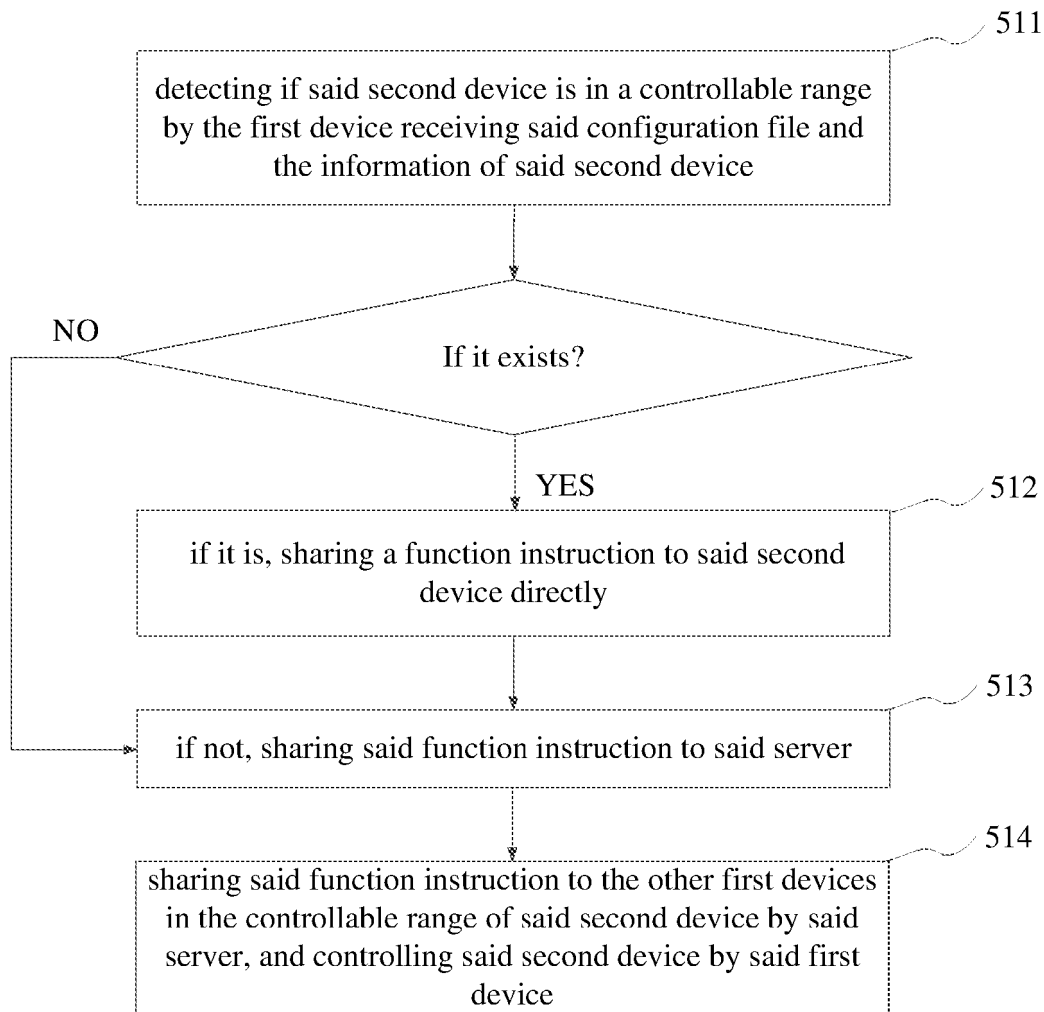 511
detecting if said second device is in a controllable range
by the first device receiving said configuration file and
the information of said second device
NO
If it exists?
YES
512
if it is, sharing a function instruction to said second
device directly
513
if not, sharing said function instruction to said server
514
sharing said function instruction to the other first devices
in the controllable range of said second device by said
server, and controlling said second device by said first
device